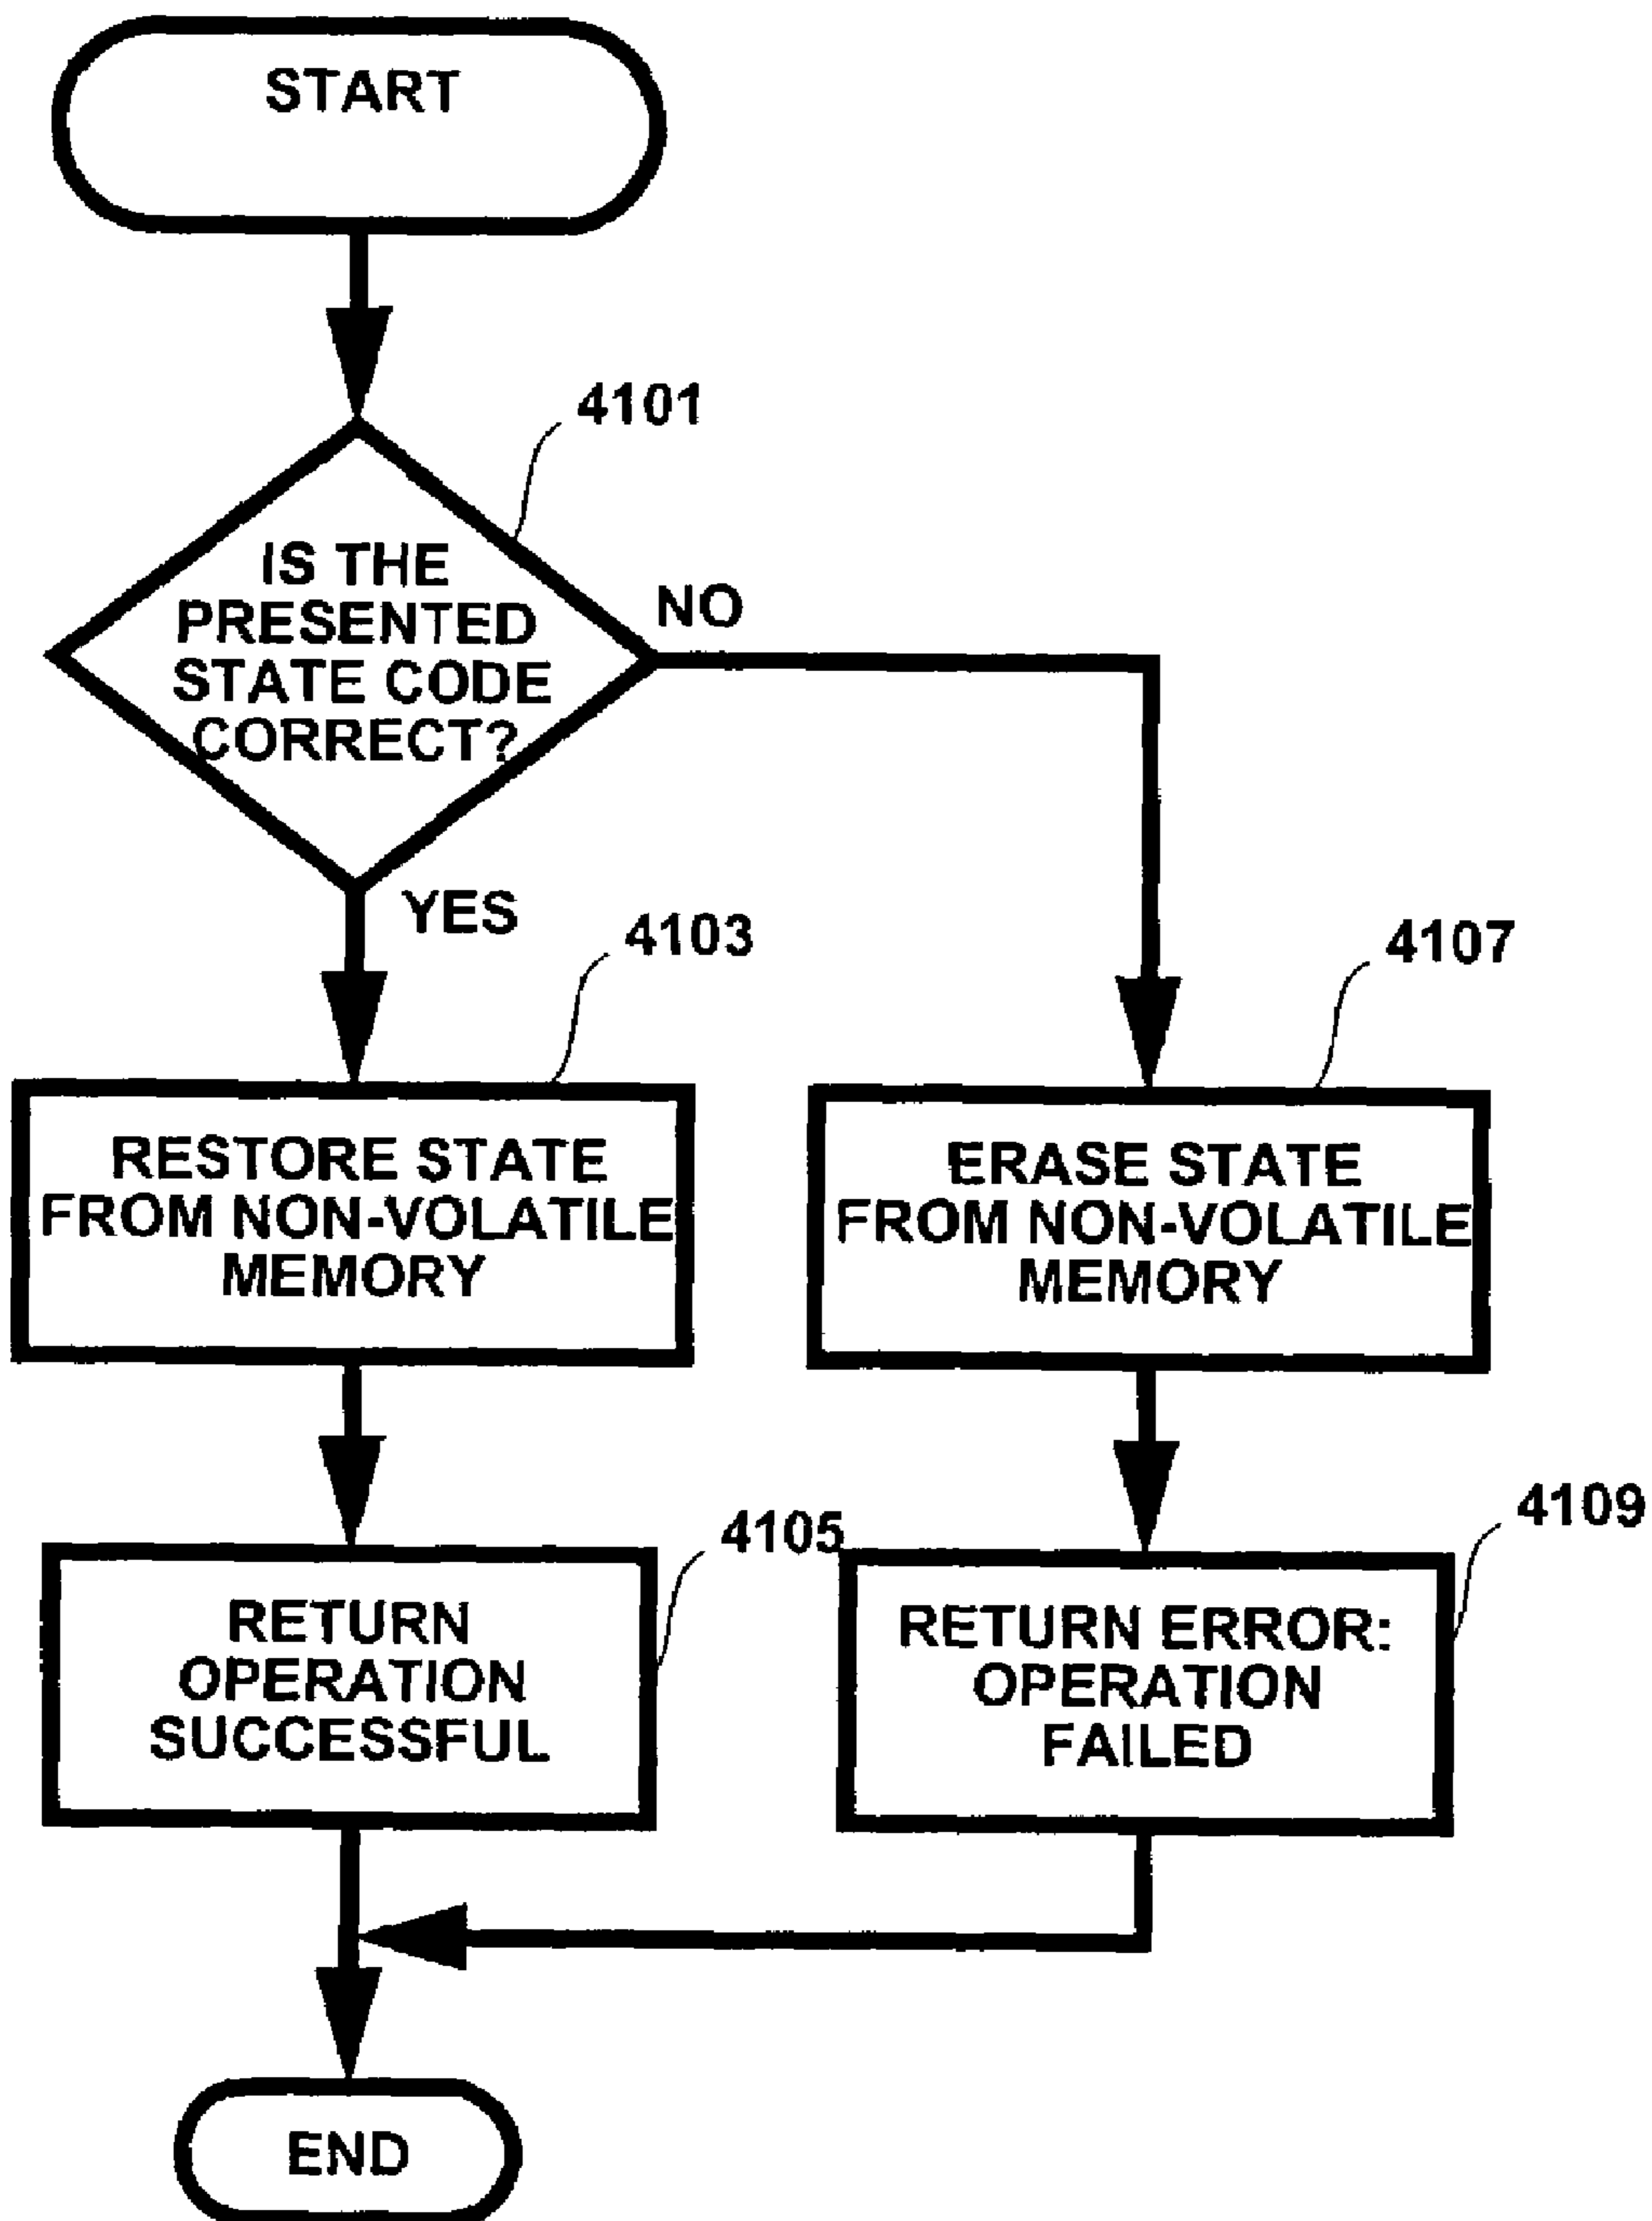 START
4101
IS THE
PRESENTED
STATE CODE
CORRECT?
NO
YES
4103
4107
RESTORE STATE
FROM NON-VOLATILE
MEMORY
ERASE STATE
FROM NON-VOLATILE
MEMORY
4105
4109
RETURN
OPERATION
SUCCESSFUL
RETURN ERROR:
OPERATION
FAILED
END